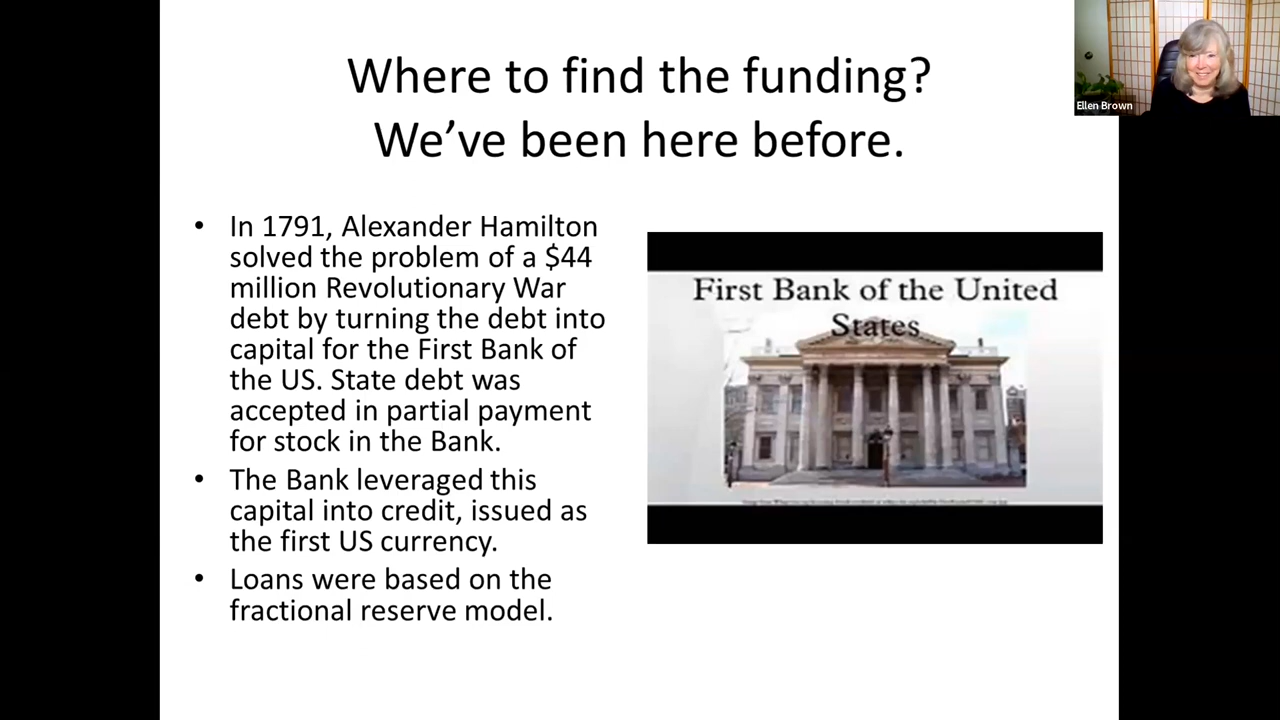 Where to find the funding?
We’ve been here before.
Ellen Brown
• In 1791, Alexander Hamilton
solved the problem of a $44
million Revolutionary War
debt by turning the debt into
capital for the First Bank of
the US. State debt was
accepted in partial payment
for stock in the Bank.
• The Bank leveraged this
capital into credit, issued as
the first US currency.
• Loans were based on the
fractional reserve model.
First Bank of the United
States